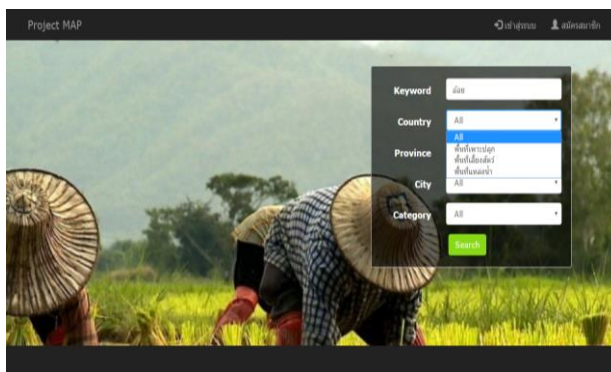 Project MAP
เข้าสู่ระบบ สมัครสมาชิก
Keyword อ้อย
Country All
All
พื้นที่เพาะปลูก
พื้นที่เลี้ยงสัตว์
พื้นที่แหล่งน้ำ
Province
City All
Category All
Search